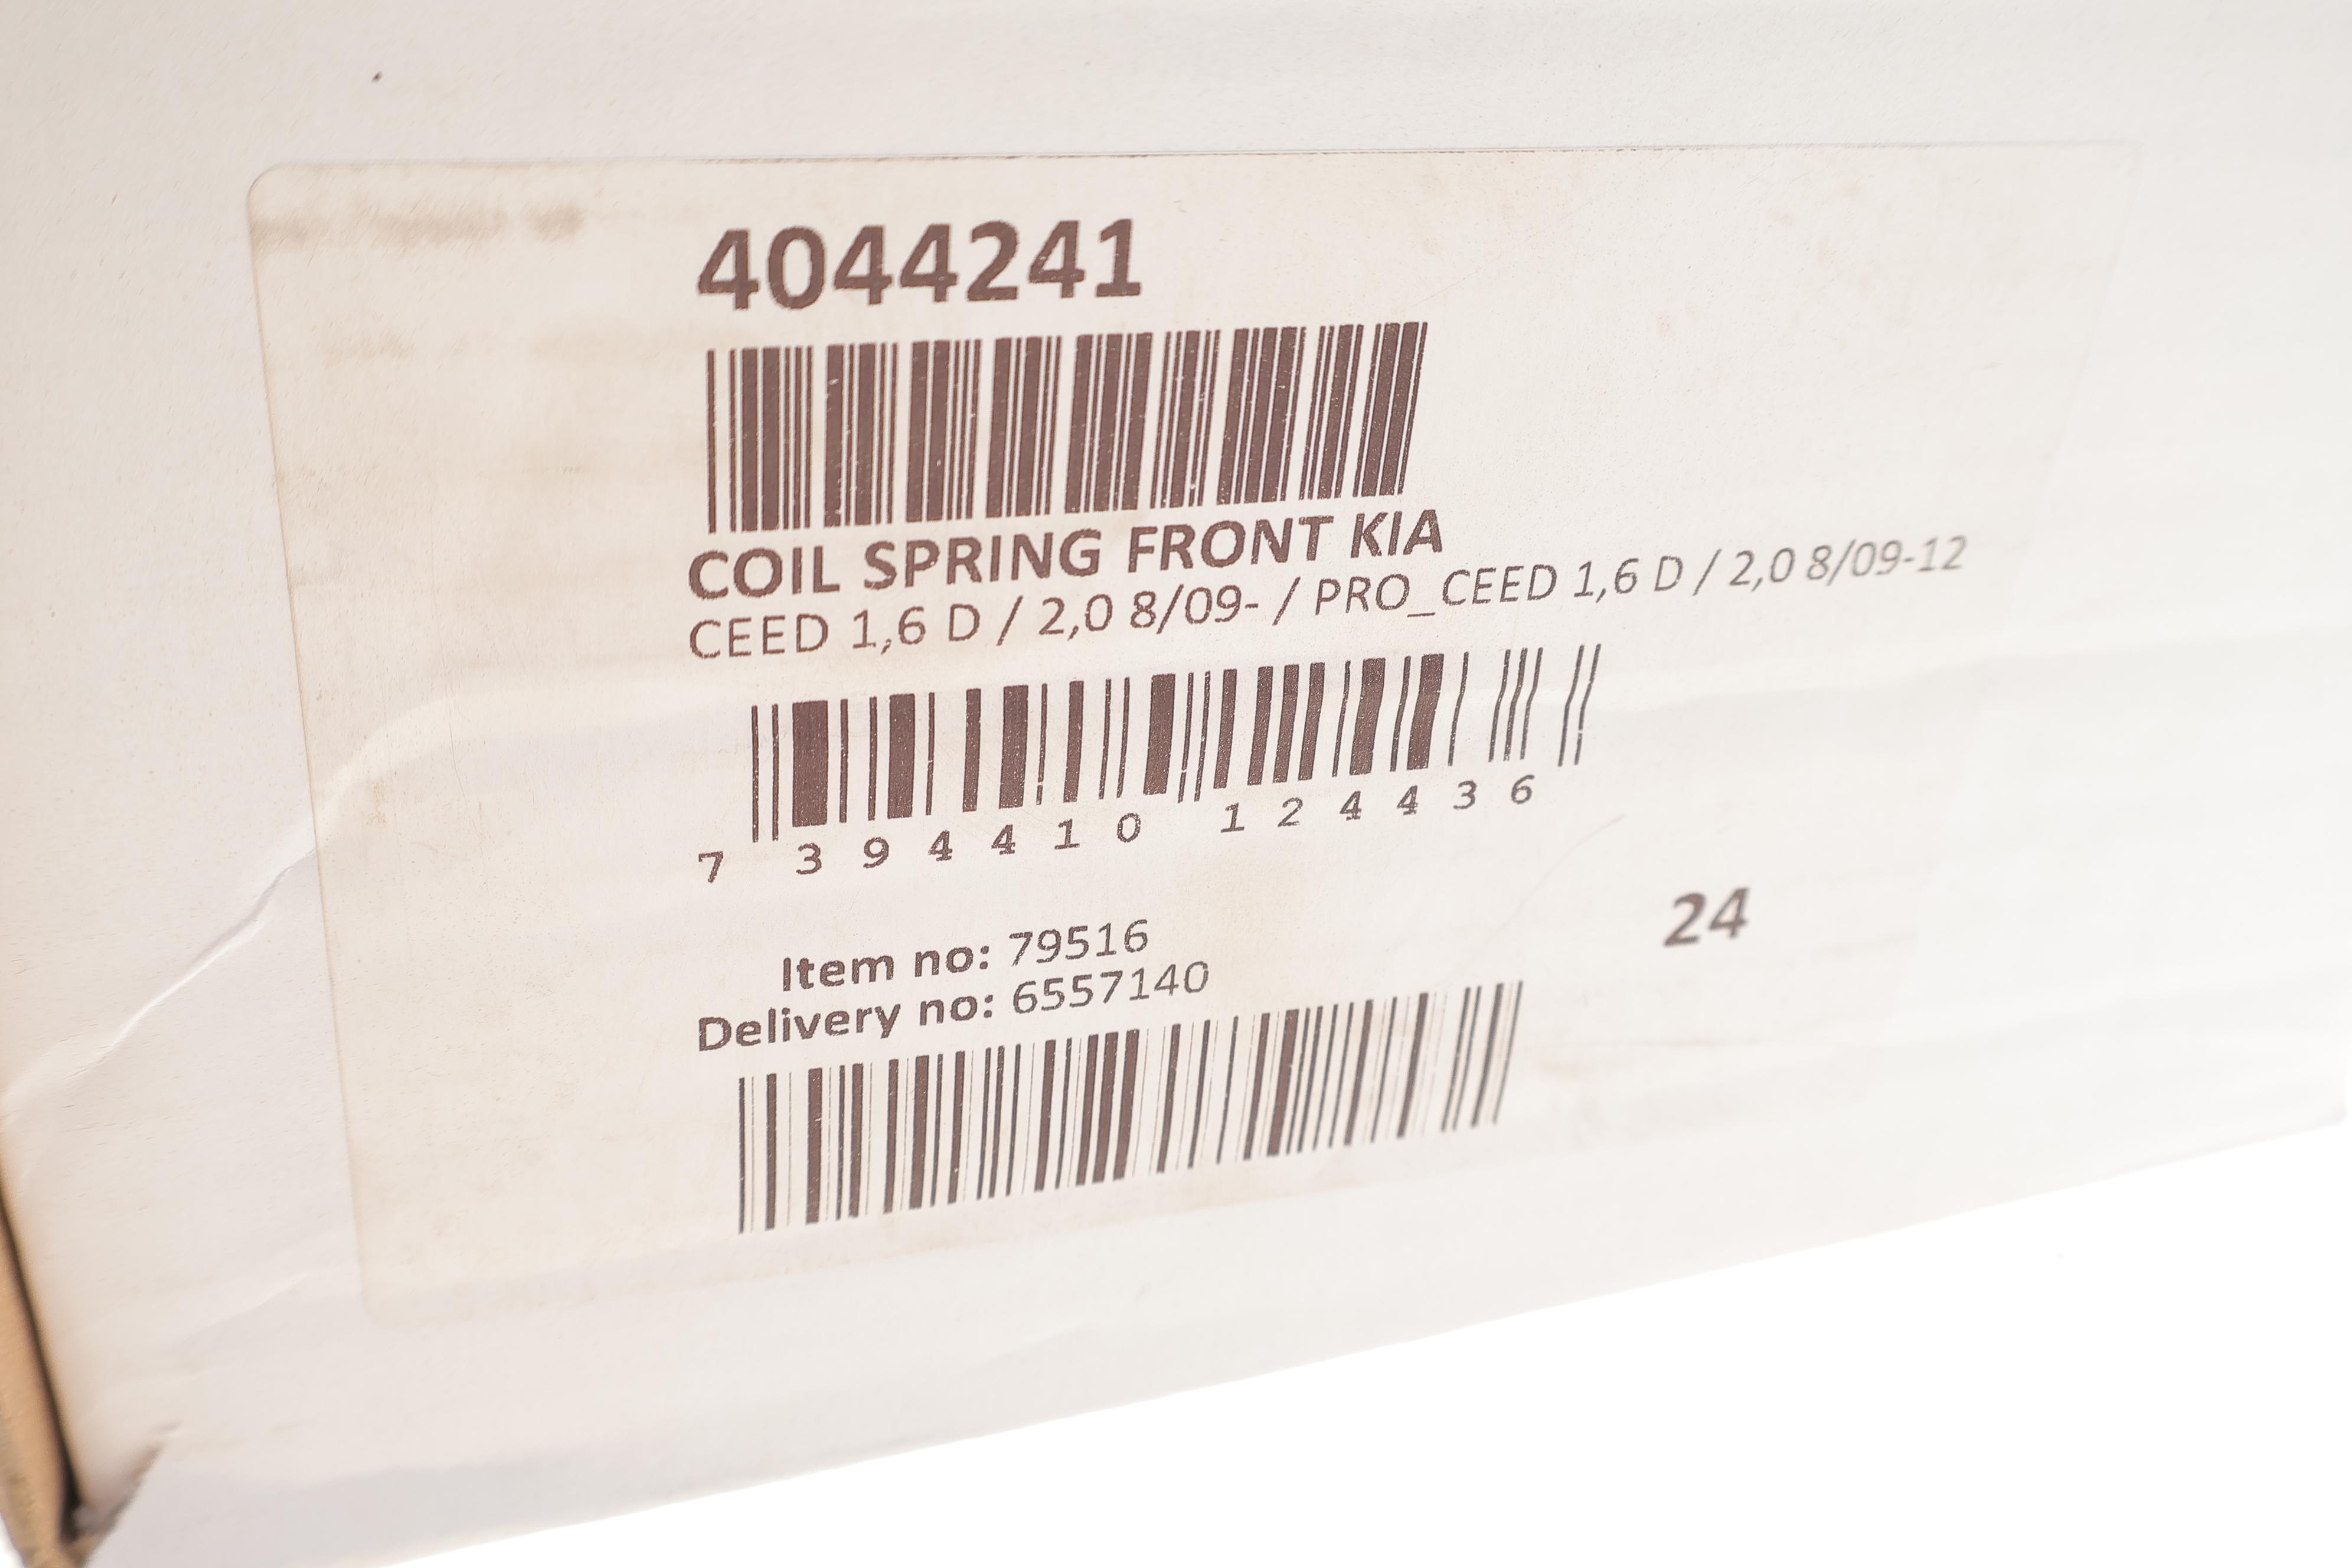 4044241
COIL SPRING FRONT KIA
CEED 1,6 D / 2,0 8/09- / PRO_CEED 1,6 D / 2,0 8/09-12
7 394410 124436
24
Item no: 79516
Delivery no: 6557140